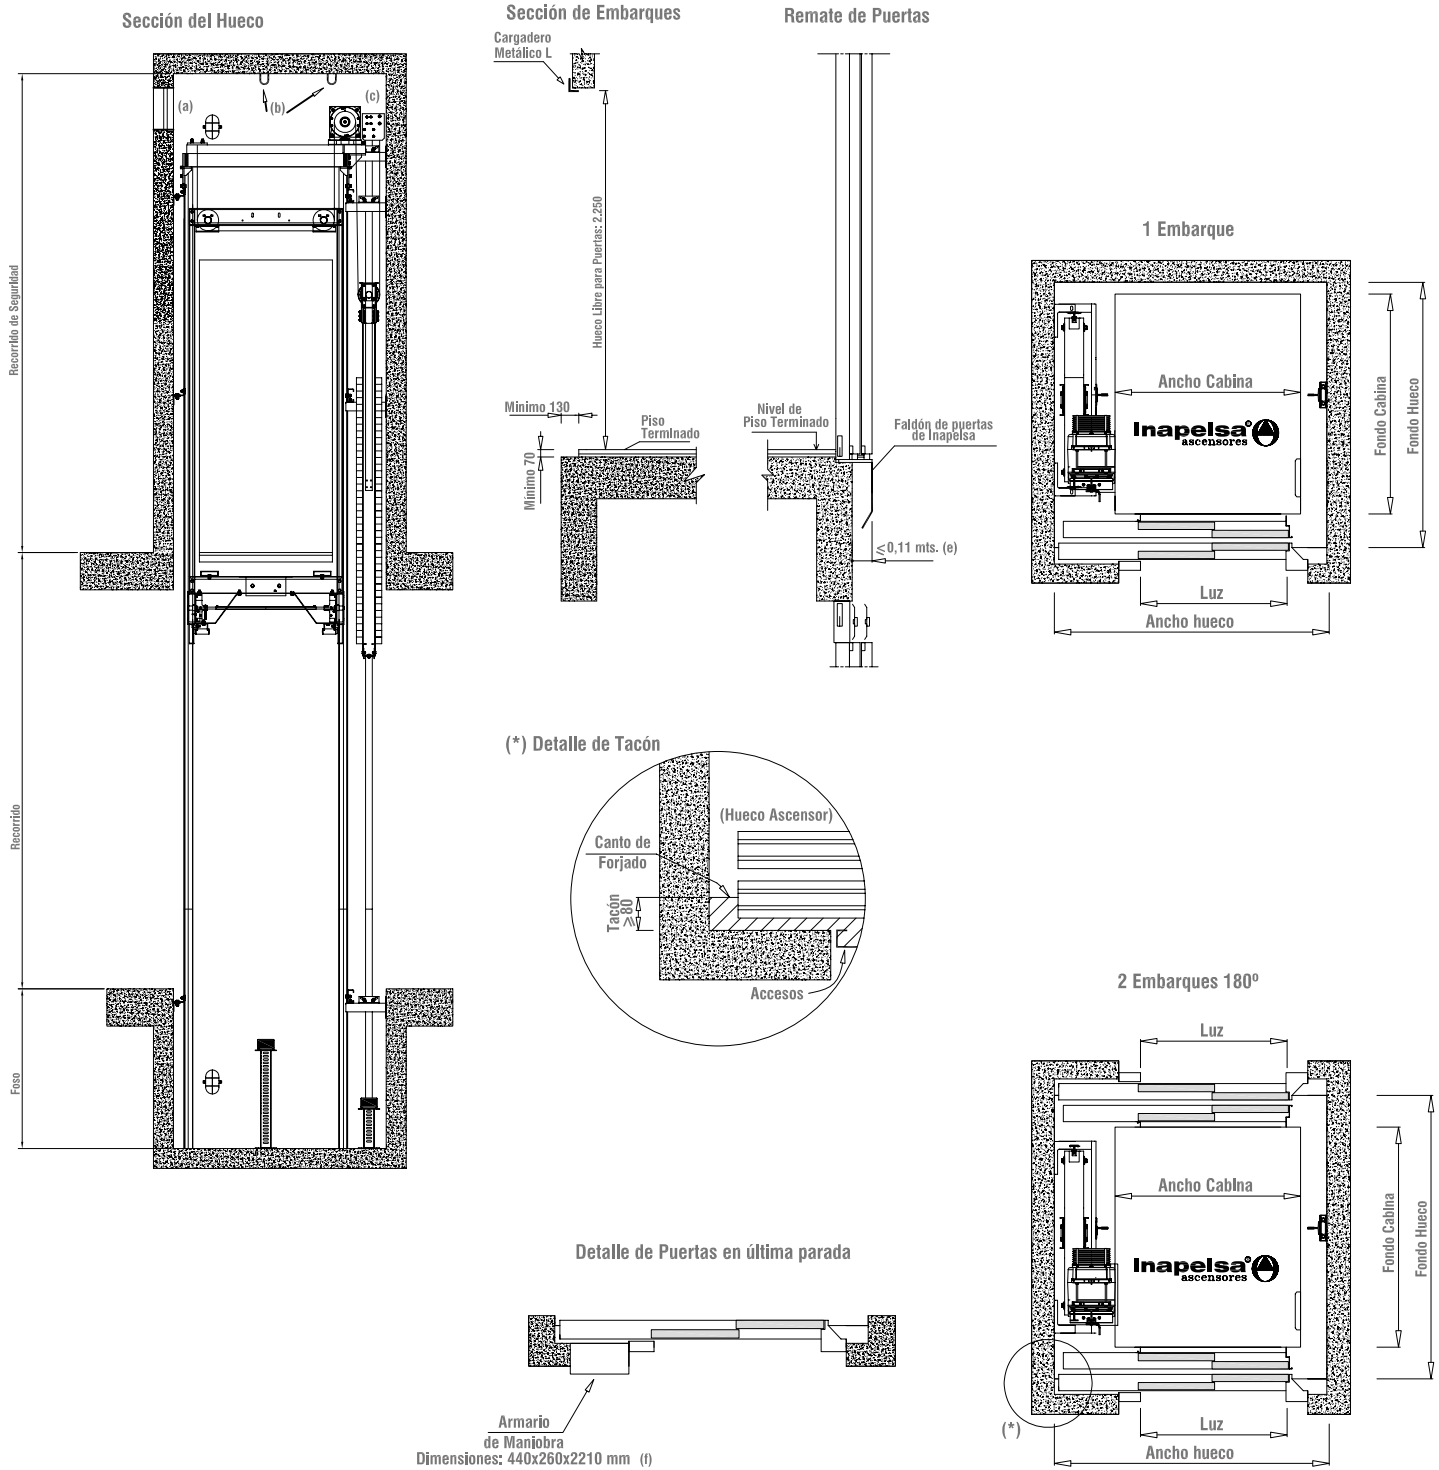 Sección del Hueco
Sección de Embarques
Remate de Puertas
Cargadero
Metálico L
(a)
(b)
(c)
Recorrido de Seguridad
Hueco Libre para Puertas: 2.250
Mínimo 130
Mínimo 70
Piso
Terminado
Nivel de
Piso Terminado
Faldón de puertas
de Inapelsa
≤0,11 mts. (e)
1 Embarque
Ancho Cabina
Inapelsa®
ascensores
Fondo Cabina
Fondo Hueco
Luz
Ancho hueco
Recorrido
Foso
(*) Detalle de Tacón
(Hueco Ascensor)
Canto de
Forjado
Tacón
≥80
Accesos
2 Embarques 180º
Luz
Ancho Cabina
Inapelsa®
ascensores
Fondo Cabina
Fondo Hueco
(*)
Luz
Ancho hueco
Detalle de Puertas en última parada
Armario
de Maniobra
Dimensiones: 440x260x2210 mm (f)